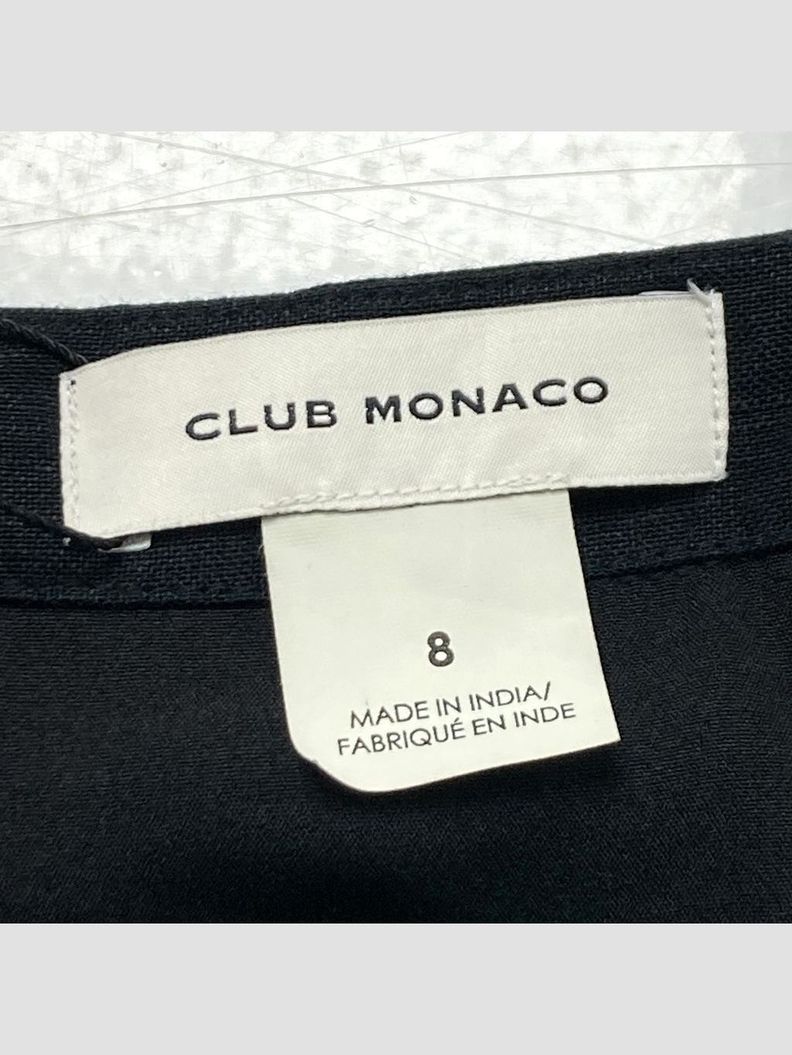 CLUB MONACO
8
MADE IN INDIA/
FABRIQUÉ EN INDE